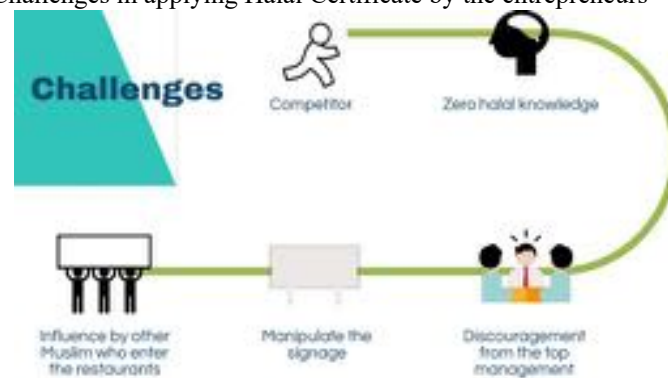 Challenges in applying Halal Certificate by the entrepreneurs
Challenges
Competitor
Zero halal knowledge
Influence by other
Muslim who enter
the restaurants
Manipulate the
signage
Discouragement
from the top
management